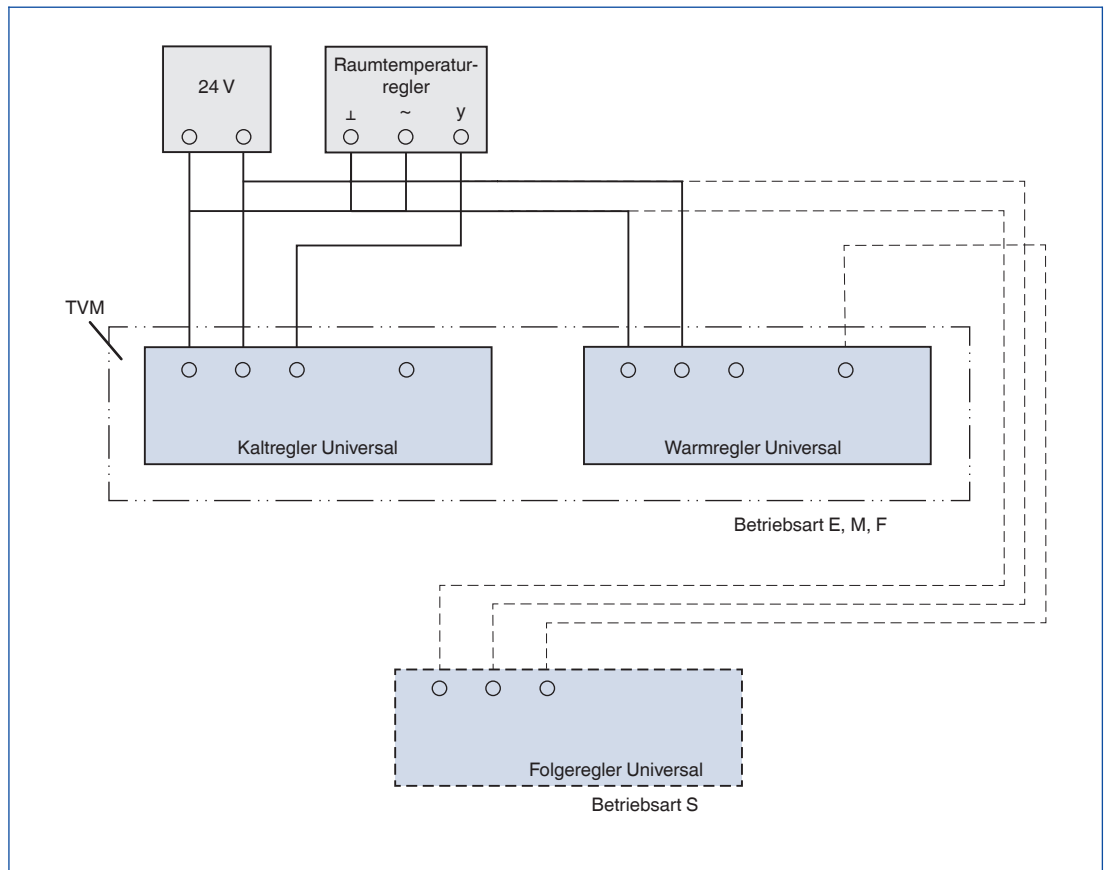 24 V
Raumtemperatur-
regler
⊥ ~ y
TVM
Kaltregler Universal
Warmregler Universal
Betriebsart E, M, F
Folgeregler Universal
Betriebsart S